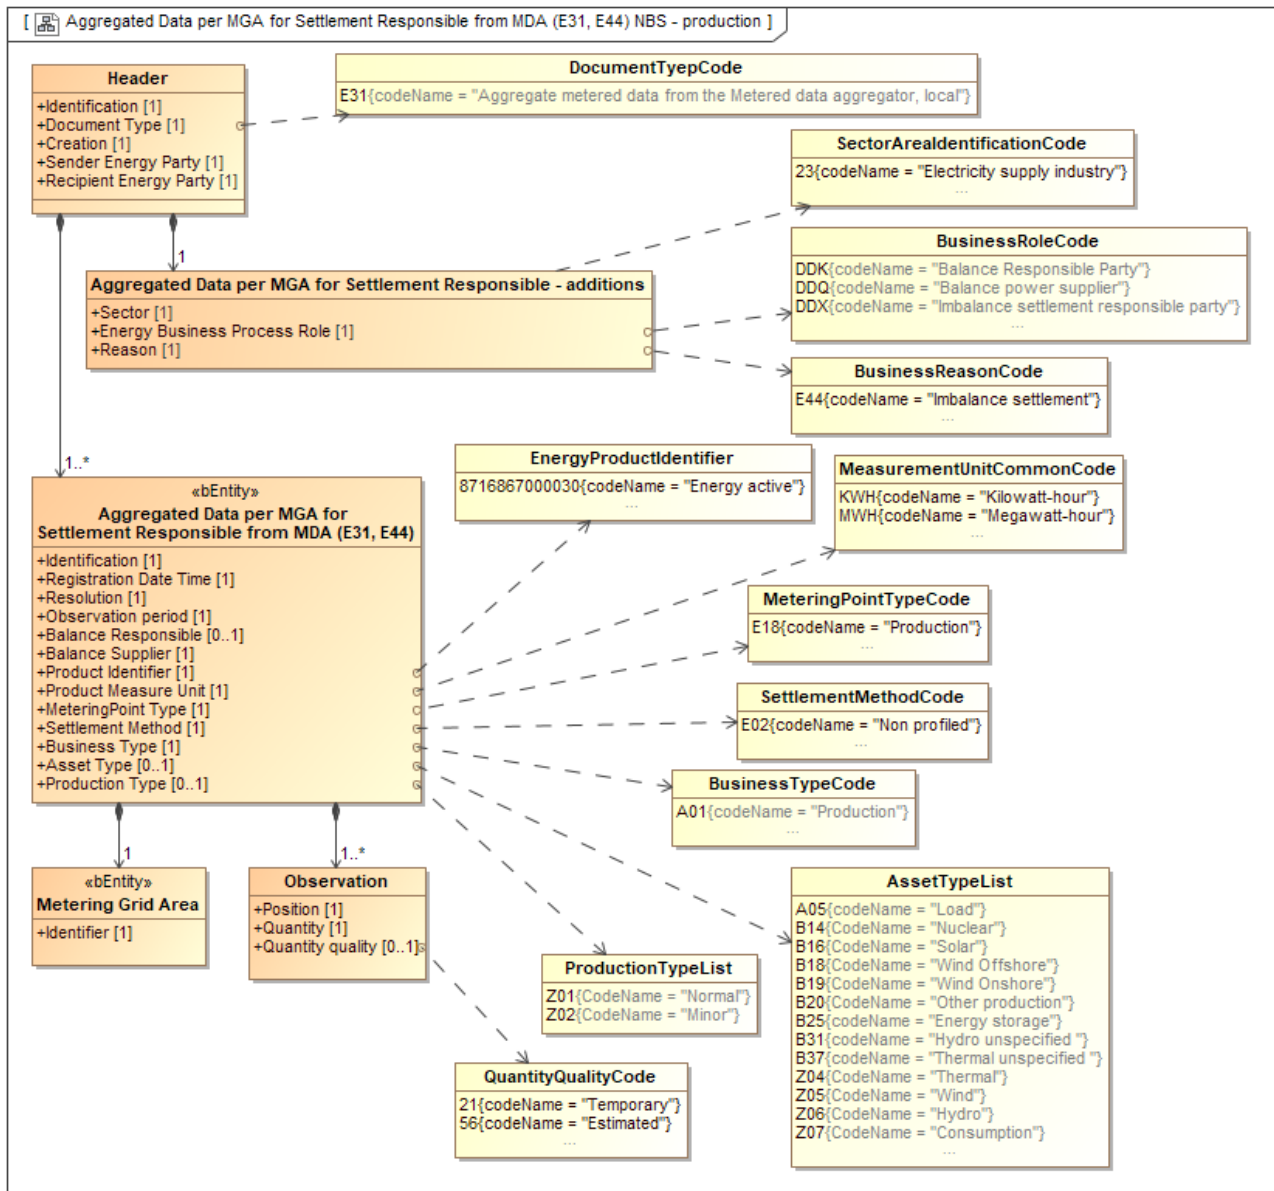 [ Aggregated Data per MGA for Settlement Responsible from MDA (E31, E44) NBS - production ]
Header
+Identification [1]
+Document Type [1]
+Creation [1]
+Sender Energy Party [1]
+Recipient Energy Party [1]
DocumentTyepCode
E31{codeName = "Aggregate metered data from the Metered data aggregator, local"}
SectorAreaIdentificationCode
23{codeName = "Electricity supply industry"}
...
1
Aggregated Data per MGA for Settlement Responsible - additions
+Sector [1]
+Energy Business Process Role [1]
+Reason [1]
BusinessRoleCode
DDK{codeName = "Balance Responsible Party"}
DDQ{codeName = "Balance power supplier"}
DDX{codeName = "Imbalance settlement responsible party"}
...
BusinessReasonCode
E44{codeName = "Imbalance settlement"}
...
1..*
«bEntity»
Aggregated Data per MGA for
Settlement Responsible from MDA (E31, E44)
+Identification [1]
+Registration Date Time [1]
+Resolution [1]
+Observation period [1]
+Balance Responsible [0..1]
+Balance Supplier [1]
+Product Identifier [1]
+Product Measure Unit [1]
+MeteringPoint Type [1]
+Settlement Method [1]
+Business Type [1]
+Asset Type [0..1]
+Production Type [0..1]
EnergyProductIdentifier
8716867000030{codeName = "Energy active"}
...
MeasurementUnitCommonCode
KWH{codeName = "Kilowatt-hour"}
MWH{codeName = "Megawatt-hour"}
...
MeteringPointTypeCode
E18{codeName = "Production"}
...
SettlementMethodCode
E02{codeName = "Non profiled"}
...
BusinessTypeCode
A01{codeName = "Production"}
...
1
1..*
«bEntity»
Metering Grid Area
+Identifier [1]
Observation
+Position [1]
+Quantity [1]
+Quantity quality [0..1]
AssetTypeList
A05{codeName = "Load"}
B14{CodeName = "Nuclear"}
B16{CodeName = "Solar"}
B18{CodeName = "Wind Offshore"}
B19{CodeName = "Wind Onshore"}
B20{CodeName = "Other production"}
B25{codeName = "Energy storage"}
B31{codeName = "Hydro unspecified "}
B37{codeName = "Thermal unspecified "}
Z04{CodeName = "Thermal"}
Z05{CodeName = "Wind"}
Z06{CodeName = "Hydro"}
Z07{CodeName = "Consumption"}
...
ProductionTypeList
Z01{CodeName = "Normal"}
Z02{CodeName = "Minor"}
QuantityQualityCode
21{codeName = "Temporary"}
56{codeName = "Estimated"}
...